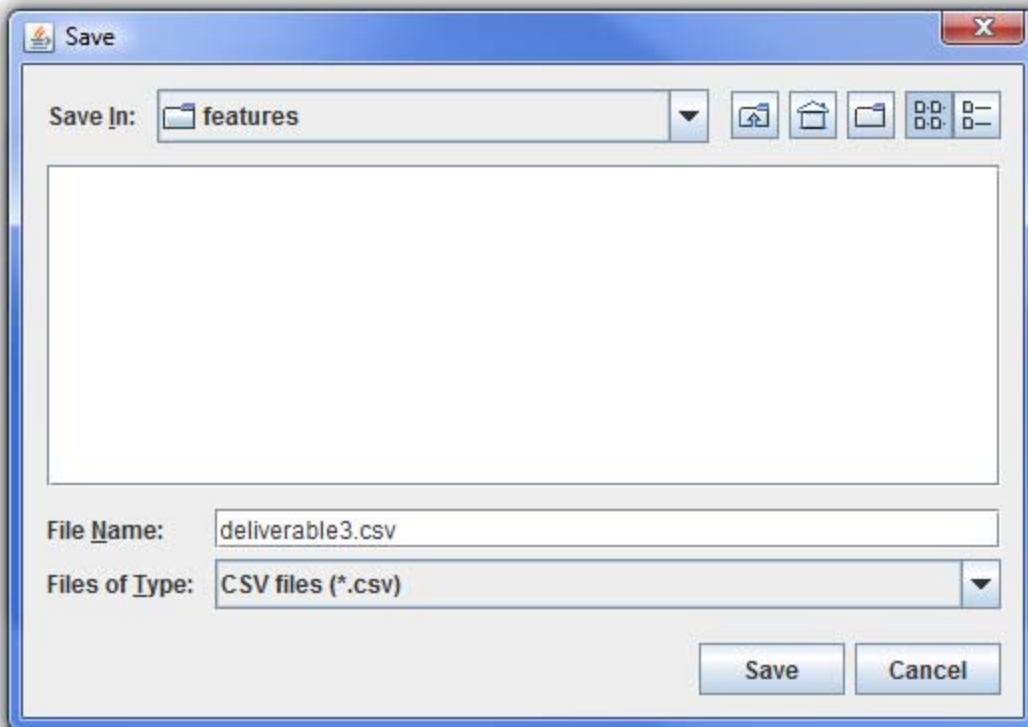 Save
Save In: features
File Name: deliverable3.csv
Files of Type: CSV files (*.csv)
Save Cancel